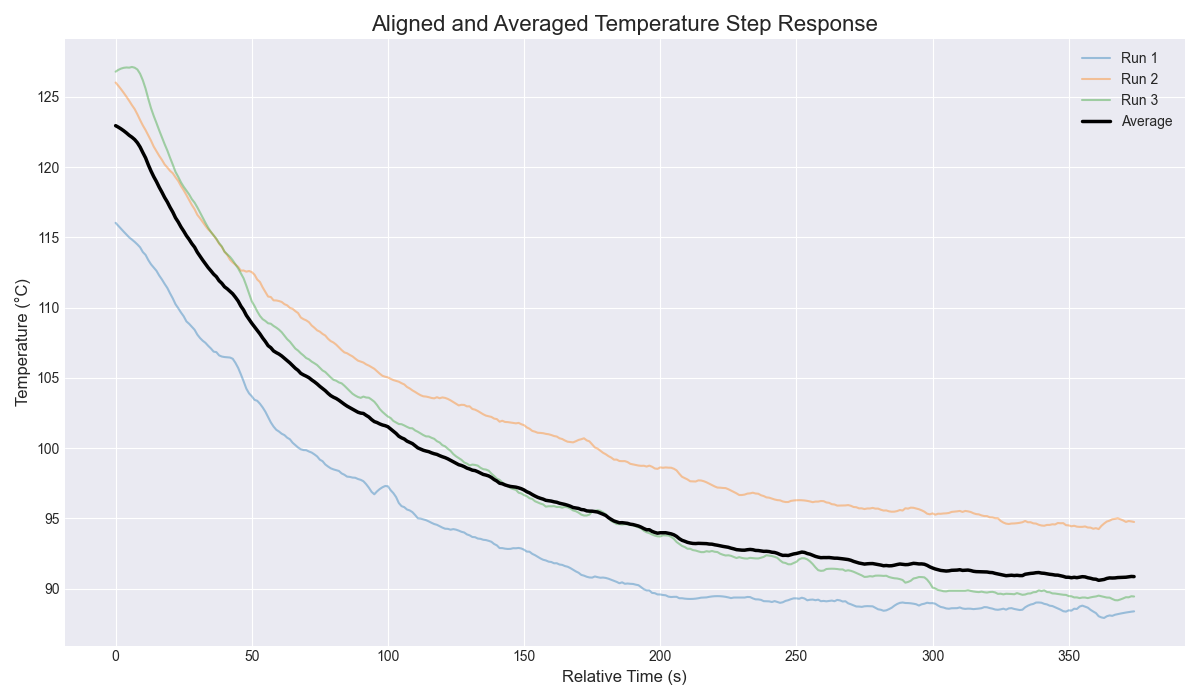 Aligned and Averaged Temperature Step Response
Run 1
Run 2
Run 3
Average
Temperature (°C)
125
120
115
110
105
100
95
90
0 50 100 150 200 250 300 350
Relative Time (s)